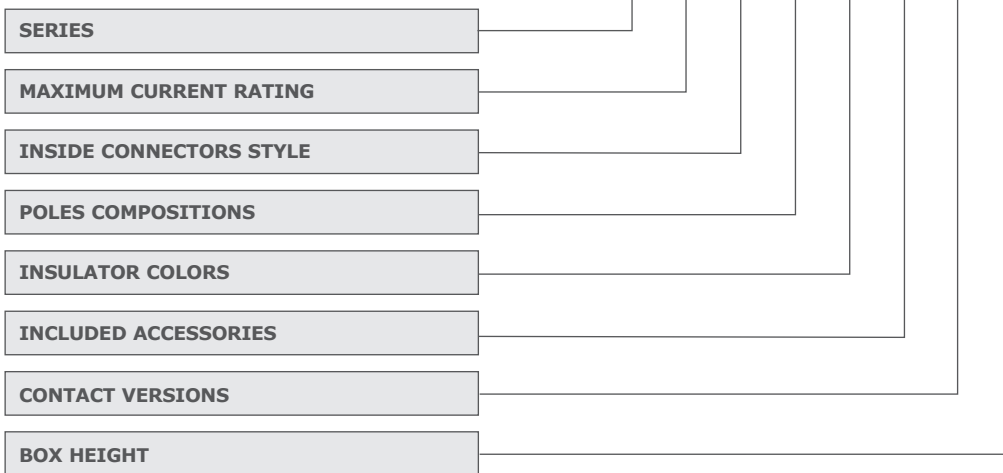 SERIES
MAXIMUM CURRENT RATING
INSIDE CONNECTORS STYLE
POLES COMPOSITIONS
INSULATOR COLORS
INCLUDED ACCESSORIES
CONTACT VERSIONS
BOX HEIGHT